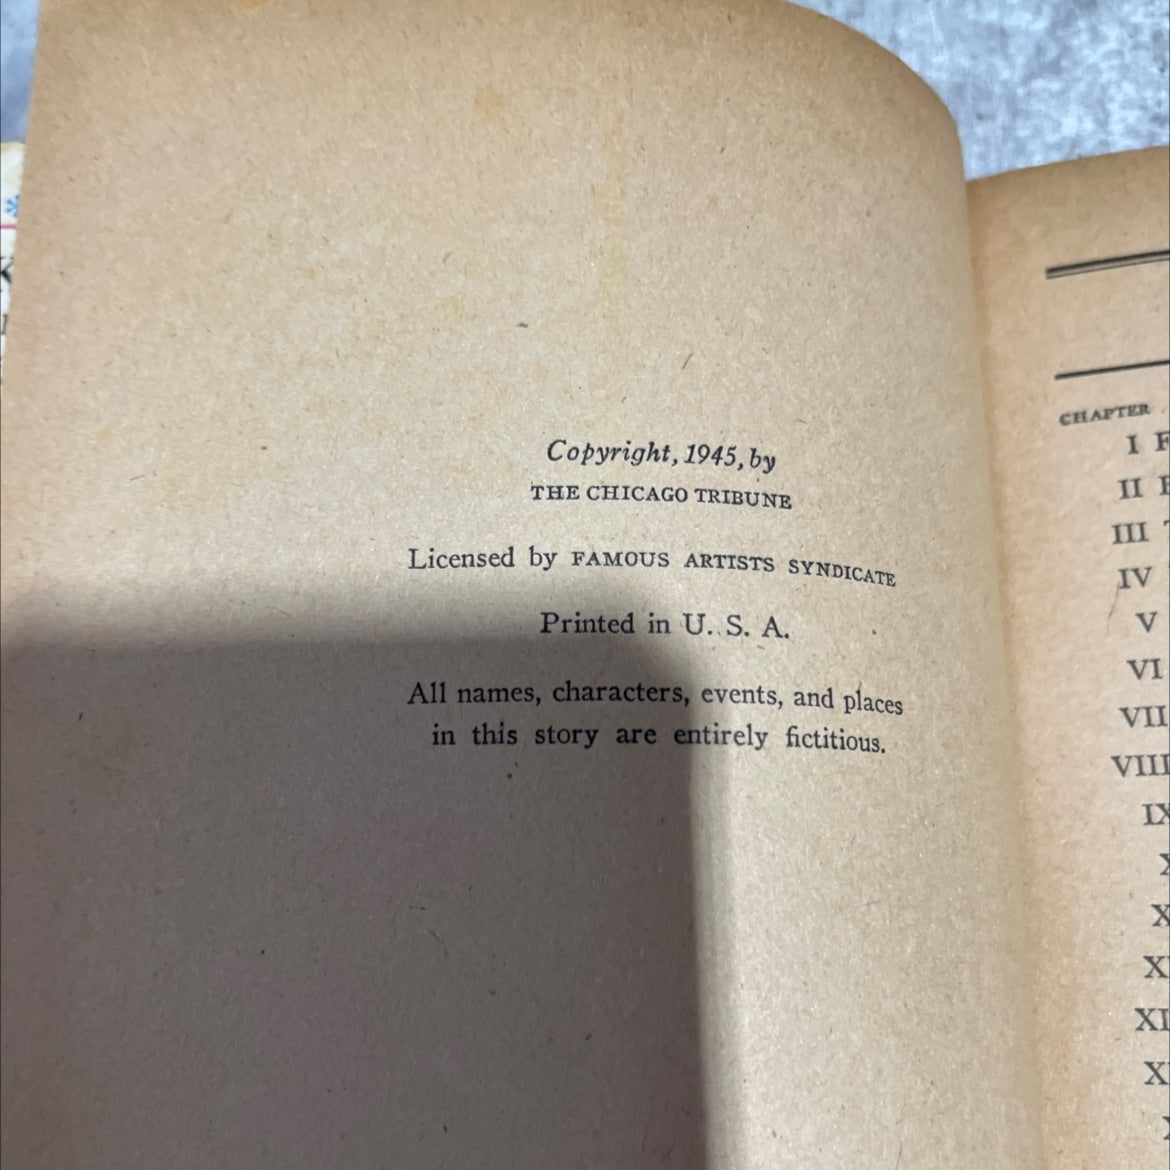 Copyright, 1945, by
THE CHICAGO TRIBUNE
Licensed by FAMOUS ARTISTS SYNDICATE
Printed in U. S. A.
All names, characters, events, and places
in this story are entirely fictitious.
CHAPTER
I
II
III
IV
V
VI
VII
VIII